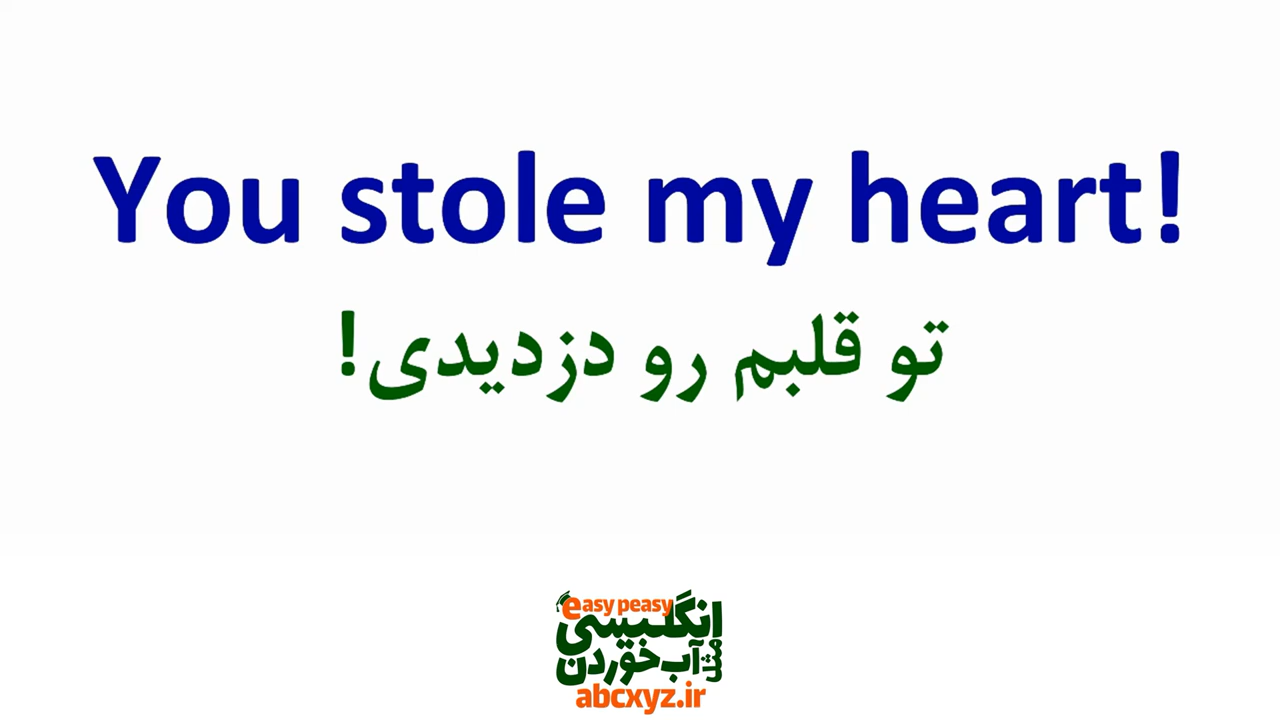 You stole my heart!
تو قلبم رو دزدیدی!
easy peasy
انگلیسی
مثل آب خوردن
abcxyz.ir